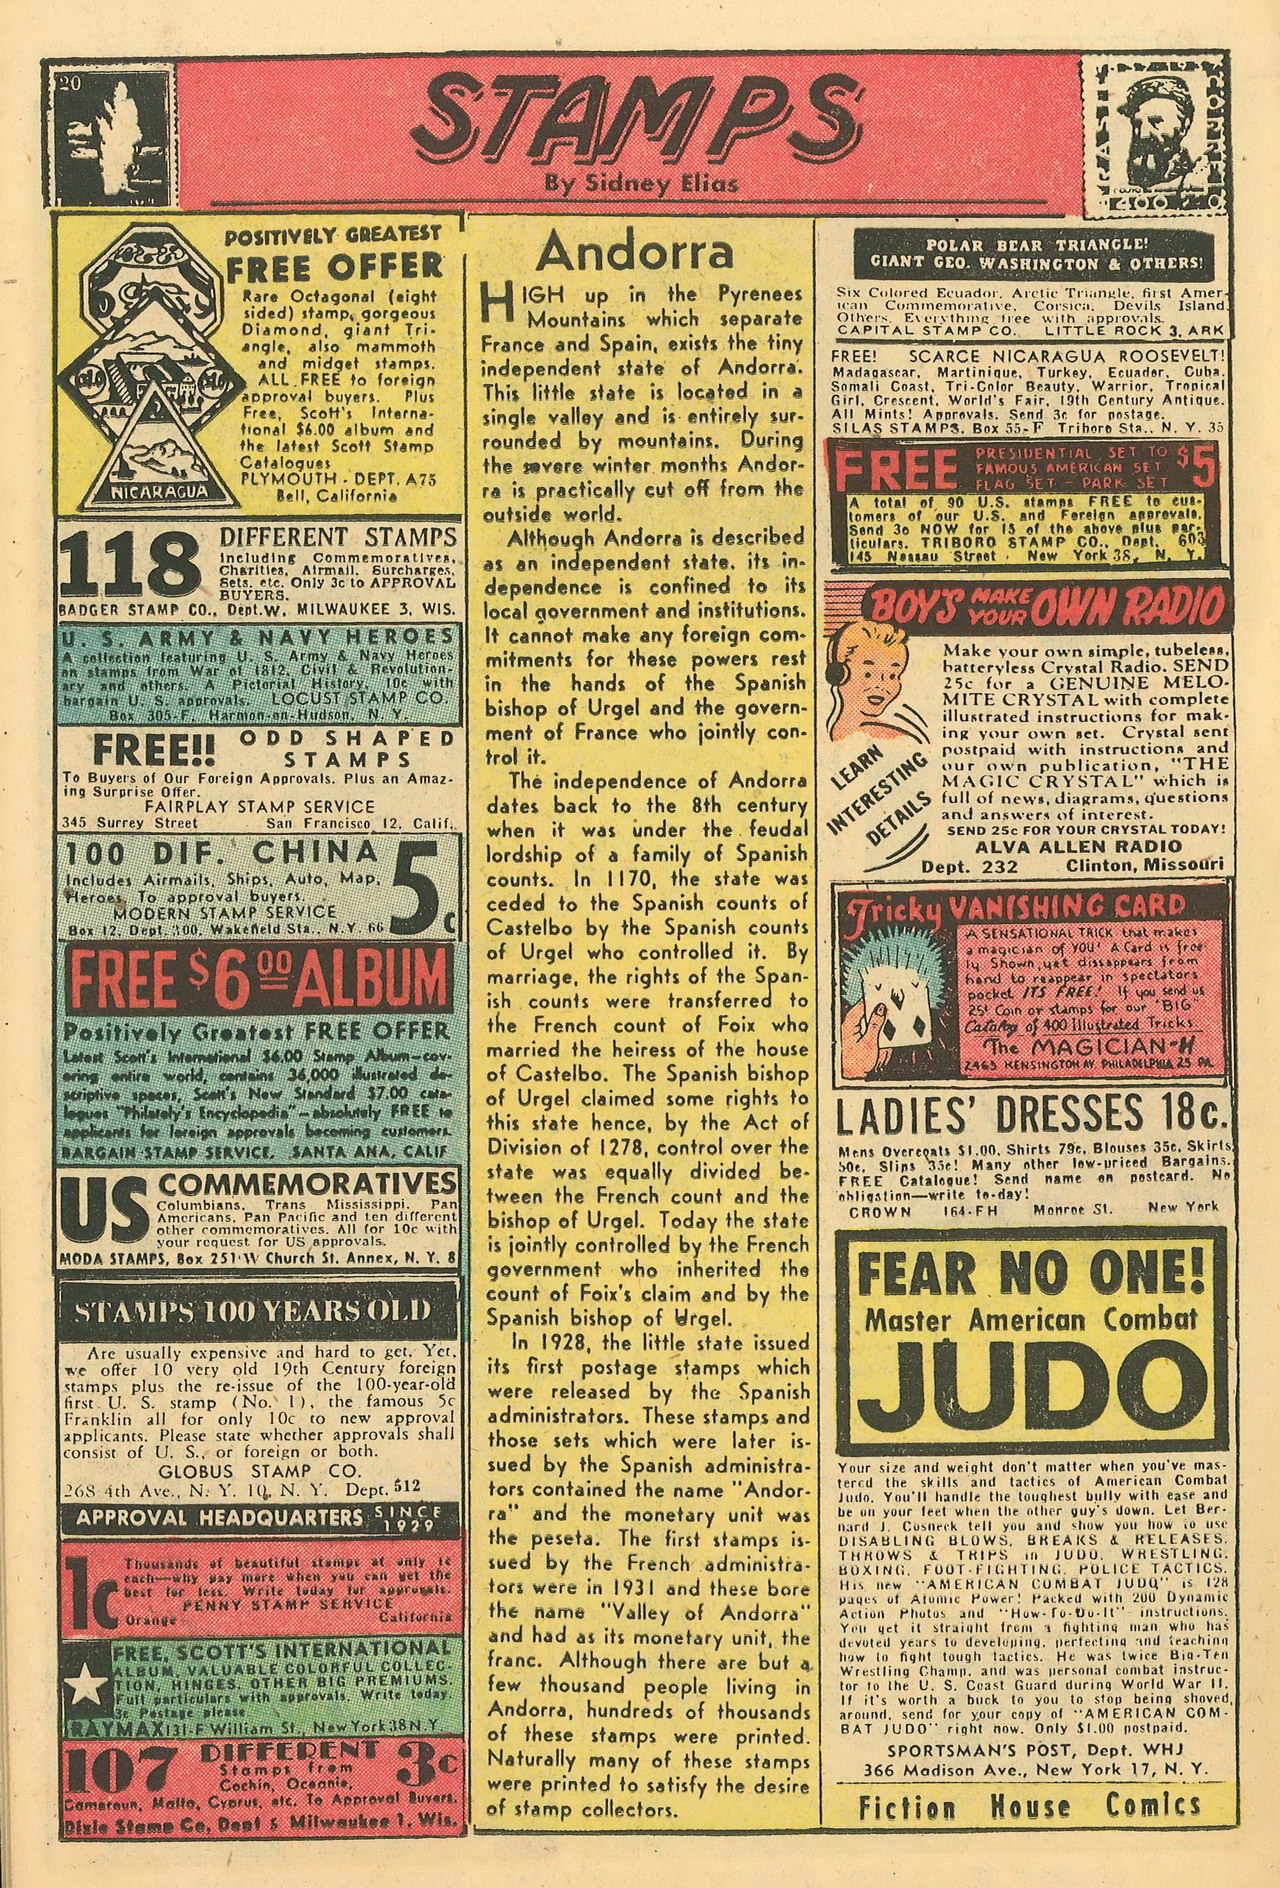 STAMPS
By Sidney Elias
20
400
POSITIVELY GREATEST
FREE OFFER
Rare Octagonal (eight
sided) stamp, gorgeous
Diamond, giant Tri-
angle, also mammoth
and midget stamps.
ALL FREE to foreign
approval buyers. Plus
Free, Scott's Interna-
tional $6.00 album and
the latest Scott Stamp
Catalogues
PLYMOUTH - DEPT. A75
Bell, California
NICARAGUA
118 DIFFERENT STAMPS
Including Commemoratives,
Charities, Airmail, Surcharges,
Sets, etc. Only 3c to APPROVAL
BUYERS.
BADGER STAMP CO., Dept.W, MILWAUKEE 3, WIS.
U. S. ARMY & NAVY HEROES
A collection featuring U. S. Army & Navy Heroes
on stamps from War of 1812, Civil & Revolution-
ary and others. A Pictorial History 10c with
bargain U. S. approvals. LOCUST STAMP CO.
Box 305-F, Harmon-on-Hudson, N. Y.
FREE!! ODD SHAPED
STAMPS
To Buyers of Our Foreign Approvals. Plus an Amaz-
ing Surprise Offer.
FAIRPLAY STAMP SERVICE
345 Surrey Street San Francisco 12, Calif.
100 DIF. CHINA 5c
Includes Airmails, Ships, Auto, Map,
Heroes. To approval buyers.
MODERN STAMP SERVICE
Box 12, Dept. 300, Wakefield Sta., N.Y. 66
FREE $6.00 ALBUM
Positively Greatest FREE OFFER
Latest Scott's International $6.00 Stamp Album—cov-
ering entire world, contains 36,000 illustrated de-
scriptive spaces, Scott's New Standard $7.00 cata-
logues "Philately's Encyclopedia"—absolutely FREE to
applicants for foreign approvals becoming customers.
BARGAIN STAMP SERVICE, SANTA ANA, CALIF
US COMMEMORATIVES
Columbians, Trans Mississippi, Pan
Americans, Pan Pacific and ten different
other commemoratives. All for 10c with
your request for US approvals.
MODA STAMPS, Box 251 W Church St. Annex, N. Y. 8
STAMPS 100 YEARS OLD
Are usually expensive and hard to get. Yet,
we offer 10 very old 19th Century foreign
stamps plus the re-issue of the 100-year-old
first U. S. stamp (No. 1), the famous 5c
Franklin all for only 10c to new approval
applicants. Please state whether approvals shall
consist of U. S., or foreign or both.
GLOBUS STAMP CO.
268 4th Ave., N. Y. 10, N. Y. Dept. 512
APPROVAL HEADQUARTERS SINCE 1929
1c Thousands of beautiful stamps at only 1c
each—why pay more when you can get the
best for less. Write today for approvals.
PENNY STAMP SERVICE
Orange California
FREE, SCOTT'S INTERNATIONAL
ALBUM, VALUABLE COLORFUL COLLEC-
TION, HINGES, OTHER BIG PREMIUMS.
Full particulars with approvals. Write today.
3c Postage please
RAYMAX 131-F William St., New York 38 N.Y
107 DIFFERENT 3c
Stamps from
Cochin, Oceanie,
Cameroun, Malta, Cyprus, etc. To Approval Buyers.
Dixie Stamp Co, Dept S Milwaukee 1, Wis.
Andorra
HIGH up in the Pyrenees
Mountains which separate
France and Spain, exists the tiny
independent state of Andorra.
This little state is located in a
single valley and is entirely sur-
rounded by mountains. During
the severe winter months Andor-
ra is practically cut off from the
outside world.
Although Andorra is described
as an independent state, its in-
dependence is confined to its
local government and institutions.
It cannot make any foreign com-
mitments for these powers rest
in the hands of the Spanish
bishop of Urgel and the govern-
ment of France who jointly con-
trol it.
The independence of Andorra
dates back to the 8th century
when it was under the feudal
lordship of a family of Spanish
counts. In 1170, the state was
ceded to the Spanish counts of
Castelbo by the Spanish counts
of Urgel who controlled it. By
marriage, the rights of the Span-
ish counts were transferred to
the French count of Foix who
married the heiress of the house
of Castelbo. The Spanish bishop
of Urgel claimed some rights to
this state hence, by the Act of
Division of 1278, control over the
state was equally divided be-
tween the French count and the
bishop of Urgel. Today the state
is jointly controlled by the French
government who inherited the
count of Foix's claim and by the
Spanish bishop of Urgel.
In 1928, the little state issued
its first postage stamps which
were released by the Spanish
administrators. These stamps and
those sets which were later is-
sued by the Spanish administra-
tors contained the name "Andor-
ra" and the monetary unit was
the peseta. The first stamps is-
sued by the French administra-
tors were in 1931 and these bore
the name "Valley of Andorra"
and had as its monetary unit, the
franc. Although there are but a
few thousand people living in
Andorra, hundreds of thousands
of these stamps were printed.
Naturally many of these stamps
were printed to satisfy the desire
of stamp collectors.
POLAR BEAR TRIANGLE!
GIANT GEO. WASHINGTON & OTHERS!
Six Colored Ecuador, Arctic Triangle, first Amer-
ican Commemorative, Corsica, Devils Island
Others. Everything free with approvals.
CAPITAL STAMP CO. LITTLE ROCK 3, ARK
FREE! SCARCE NICARAGUA ROOSEVELT!
Madagascar, Martinique, Turkey, Ecuador, Cuba,
Somali Coast, Tri-Color Beauty, Warrior, Tropical
Girl, Crescent, World's Fair, 19th Century Antique.
All Mints! Approvals. Send 3c for postage.
SILAS STAMPS, Box 55-F Triboro Sta., N. Y. 35
FREE PRESIDENTIAL SET TO $5
FAMOUS AMERICAN SET
FLAG SET — PARK SET
A total of 90 U.S. stamps FREE to cus-
tomers of our U.S. and Foreign approvals.
Send 3c NOW for 15 of the above plus par-
ticulars. TRIBORO STAMP CO., Dept. 603
145 Nassau Street New York 38, N. Y.
BOY'S MAKE YOUR OWN RADIO
Make your own simple, tubeless,
batteryless Crystal Radio. SEND
25c for a GENUINE MELO-
MITE CRYSTAL with complete
illustrated instructions for mak-
ing your own set. Crystal sent
postpaid with instructions and
our own publication, "THE
MAGIC CRYSTAL" which is
full of news, diagrams, questions
and answers of interest.
SEND 25c FOR YOUR CRYSTAL TODAY!
ALVA ALLEN RADIO
Dept. 232 Clinton, Missouri
LEARN
INTERESTING
DETAILS
Tricky VANISHING CARD
A SENSATIONAL TRICK that makes
a magician of YOU! A Card is free-
ly Shown, yet dissappears from
hand to reappear in spectators
pocket IT'S FREE! If you send us
25¢ Coin or stamps for our "BIG"
Catalog of 400 Illustrated Tricks
The MAGICIAN-H
2465 KENSINGTON AV. PHILADELPHIA 25 PA.
LADIES' DRESSES 18c.
Mens Overcoats $1.00, Shirts 79c, Blouses 35c, Skirts
50c, Slips 35c! Many other low-priced Bargains.
FREE Catalogue! Send name on postcard. No
obligation—write to-day!
CROWN 164-FH Monroe St. New York
FEAR NO ONE!
Master American Combat
JUDO
Your size and weight don't matter when you've mas-
tered the skills and tactics of American Combat
Judo. You'll handle the toughest bully with ease and
be on your feet when the other guy's down. Let Ber-
nard J. Cosneck tell you and show you how to use
DISABLING BLOWS, BREAKS & RELEASES,
THROWS & TRIPS in JUDO, WRESTLING,
BOXING, FOOT-FIGHTING, POLICE TACTICS.
His new "AMERICAN COMBAT JUDO" is 128
pages of Atomic Power! Packed with 200 Dynamic
Action Photos and "How-To-Do-It" instructions.
You get it straight from a fighting man who has
devoted years to developing, perfecting and teaching
how to fight tough tactics. He was twice Big-Ten
Wrestling Champ, and was personal combat instruc-
tor to the U. S. Coast Guard during World War II.
If it's worth a buck to you to stop being shoved,
around, send for your copy of "AMERICAN COM-
BAT JUDO" right now. Only $1.00 postpaid.
SPORTSMAN'S POST, Dept. WHJ
366 Madison Ave., New York 17, N. Y.
Fiction House Comics